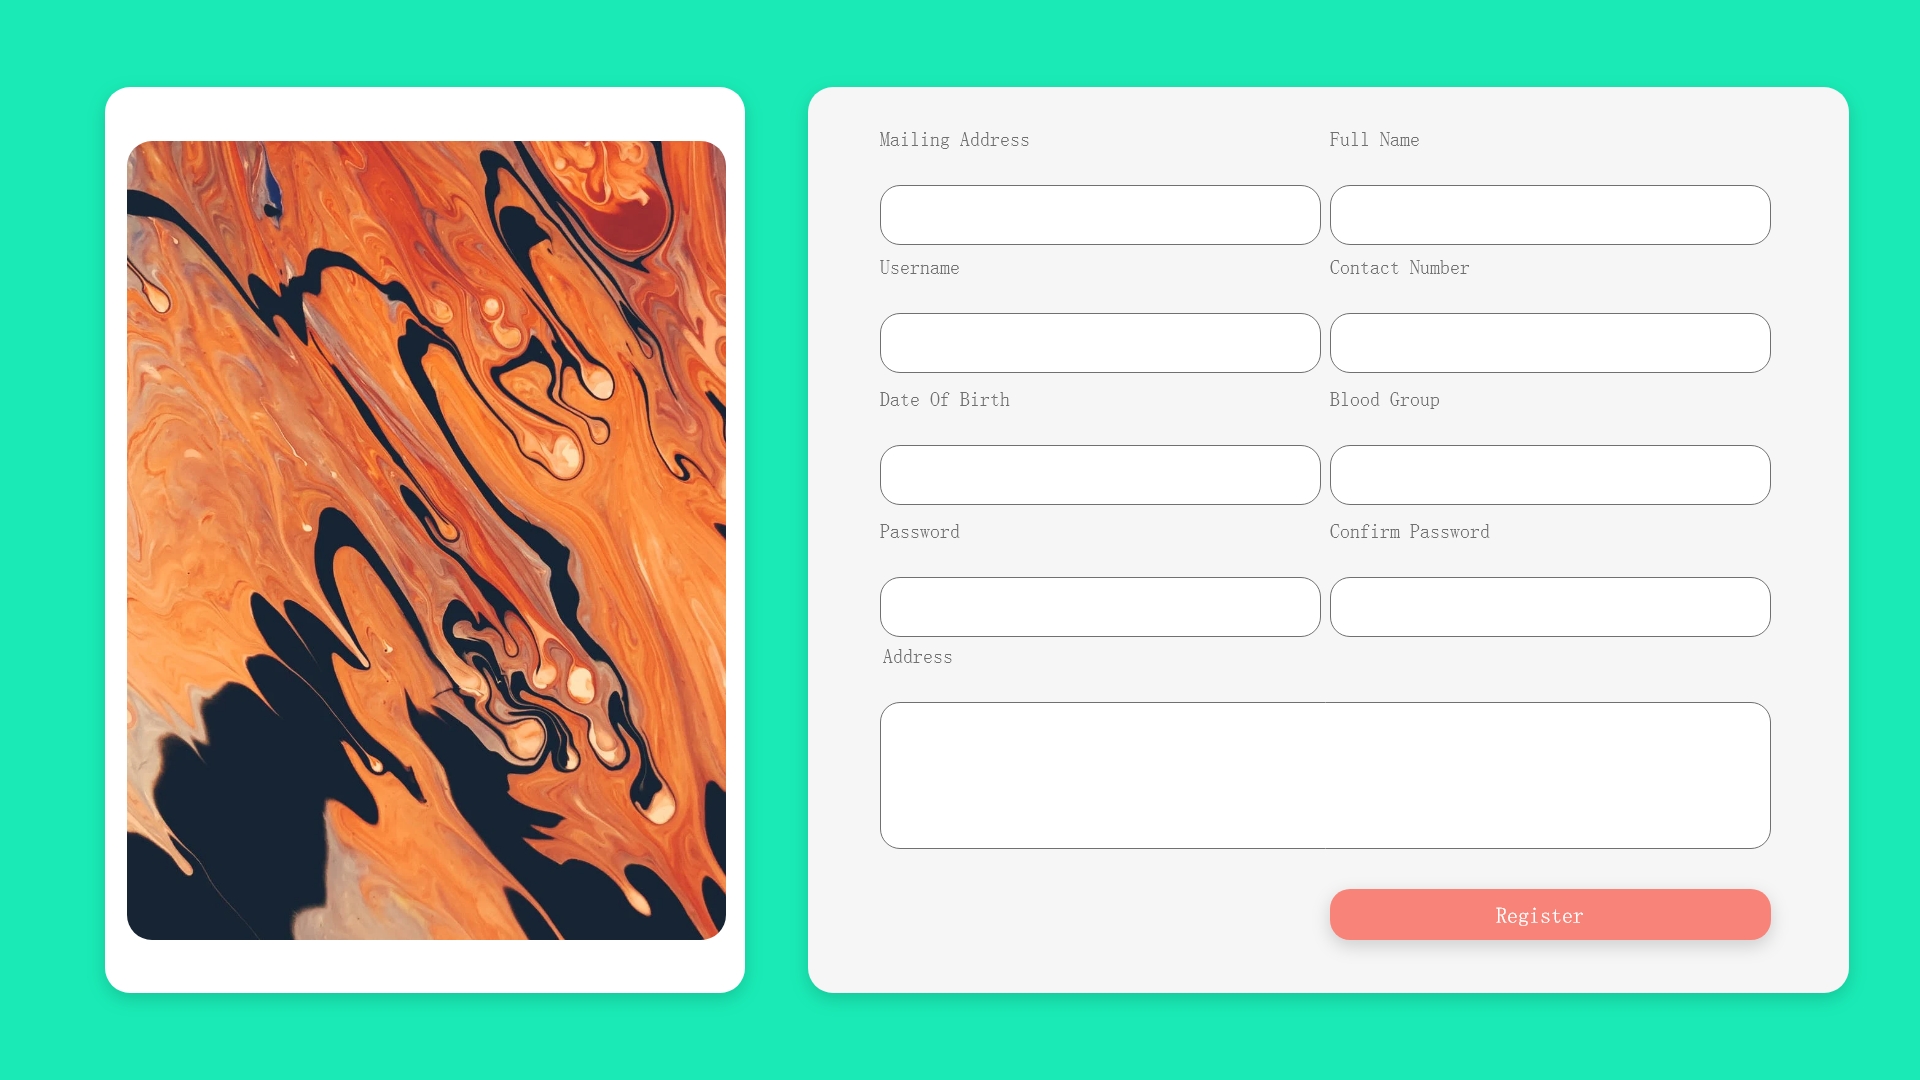 Mailing Address
Full Name
Username
Contact Number
Date Of Birth
Blood Group
Password
Confirm Password
Address
Register